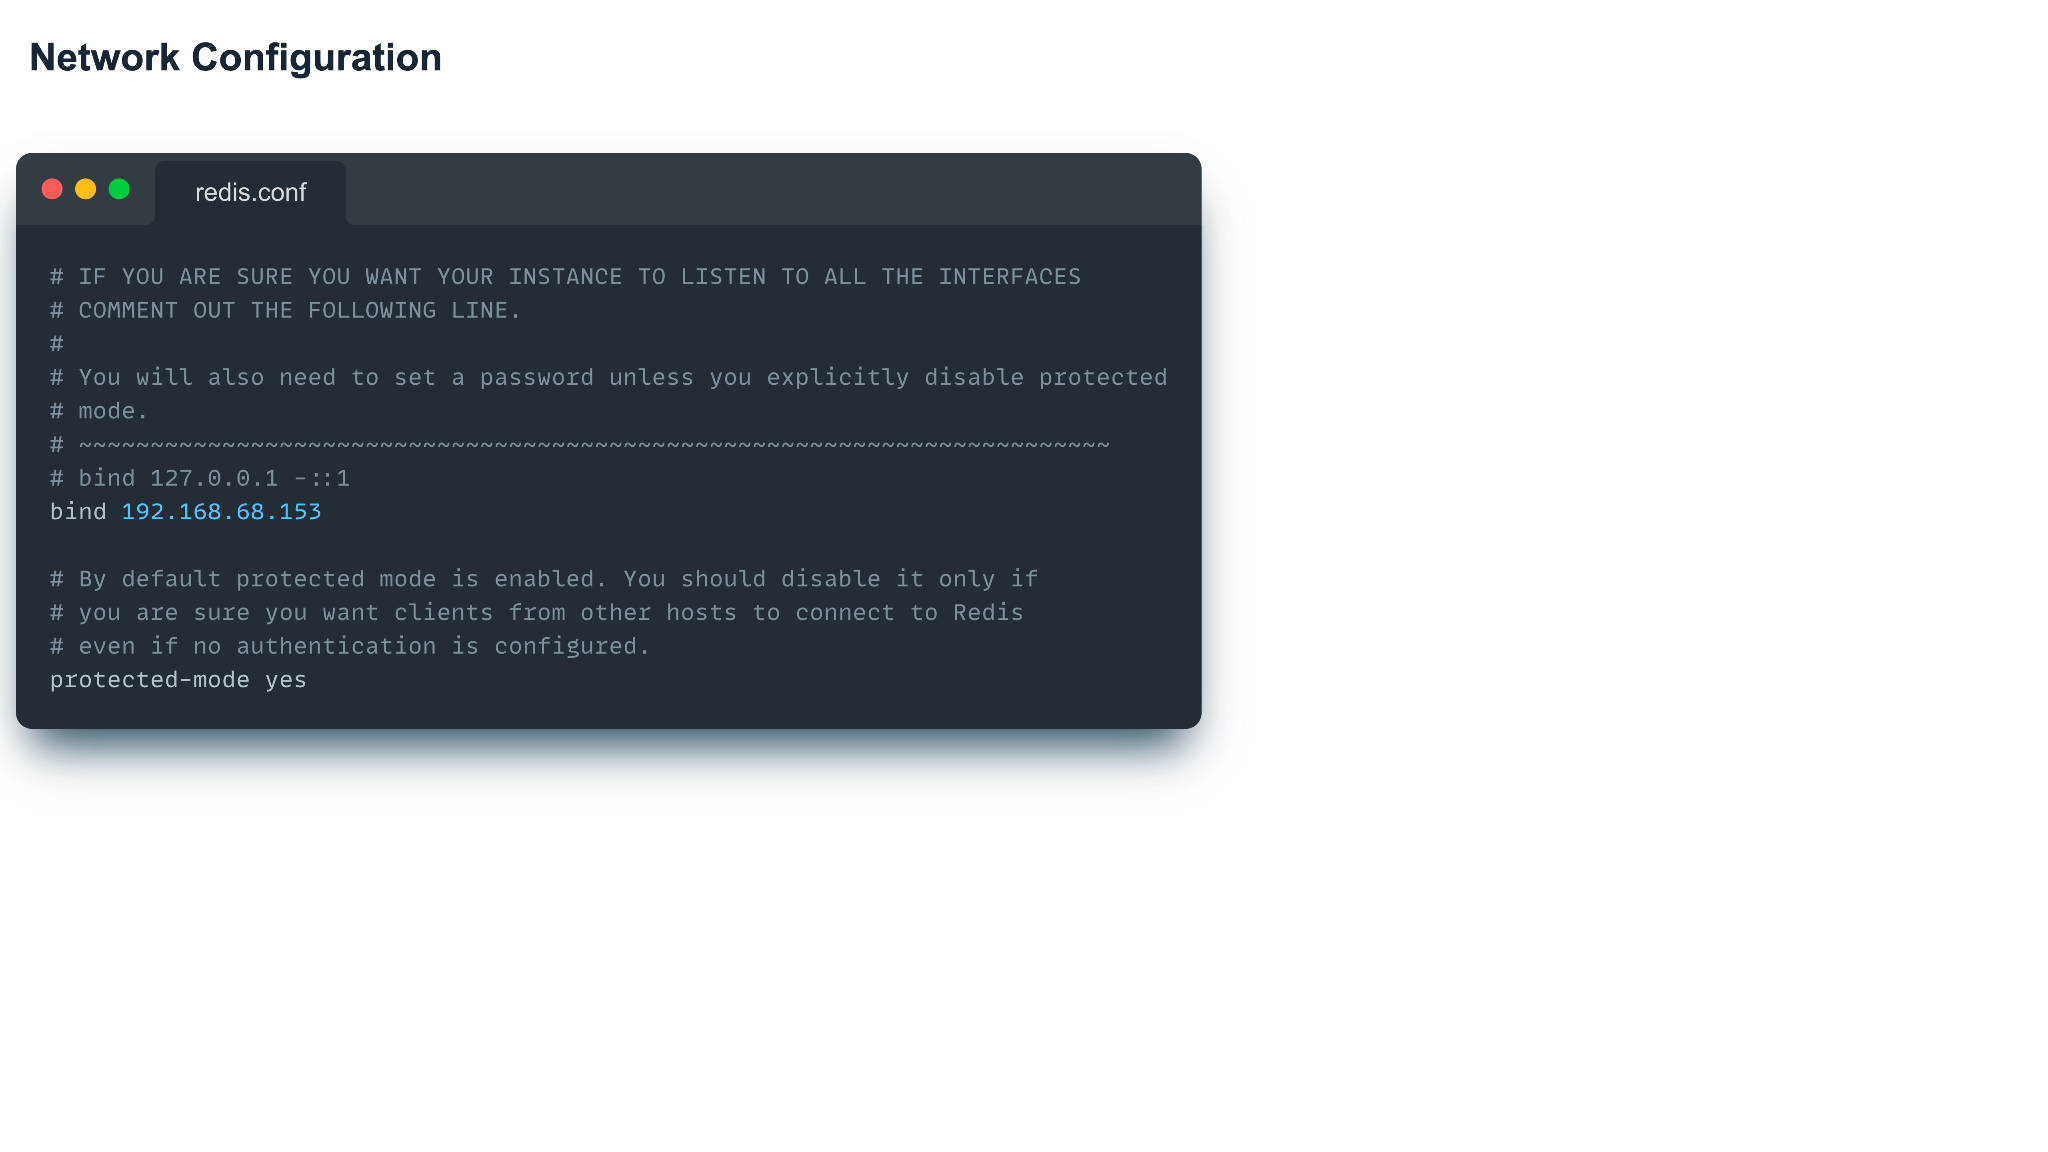 Network Configuration
redis.conf
# IF YOU ARE SURE YOU WANT YOUR INSTANCE TO LISTEN TO ALL THE INTERFACES
# COMMENT OUT THE FOLLOWING LINE.
#
# You will also need to set a password unless you explicitly disable protected
# mode.
# ~~~~~~~~~~~~~~~~~~~~~~~~~~~~~~~~~~~~~~~~~~~~~~~~~~~~~~~~~~~~~~~~~~~~~~~~
# bind 127.0.0.1 -::1
bind 192.168.68.153
# By default protected mode is enabled. You should disable it only if
# you are sure you want clients from other hosts to connect to Redis
# even if no authentication is configured.
protected-mode yes